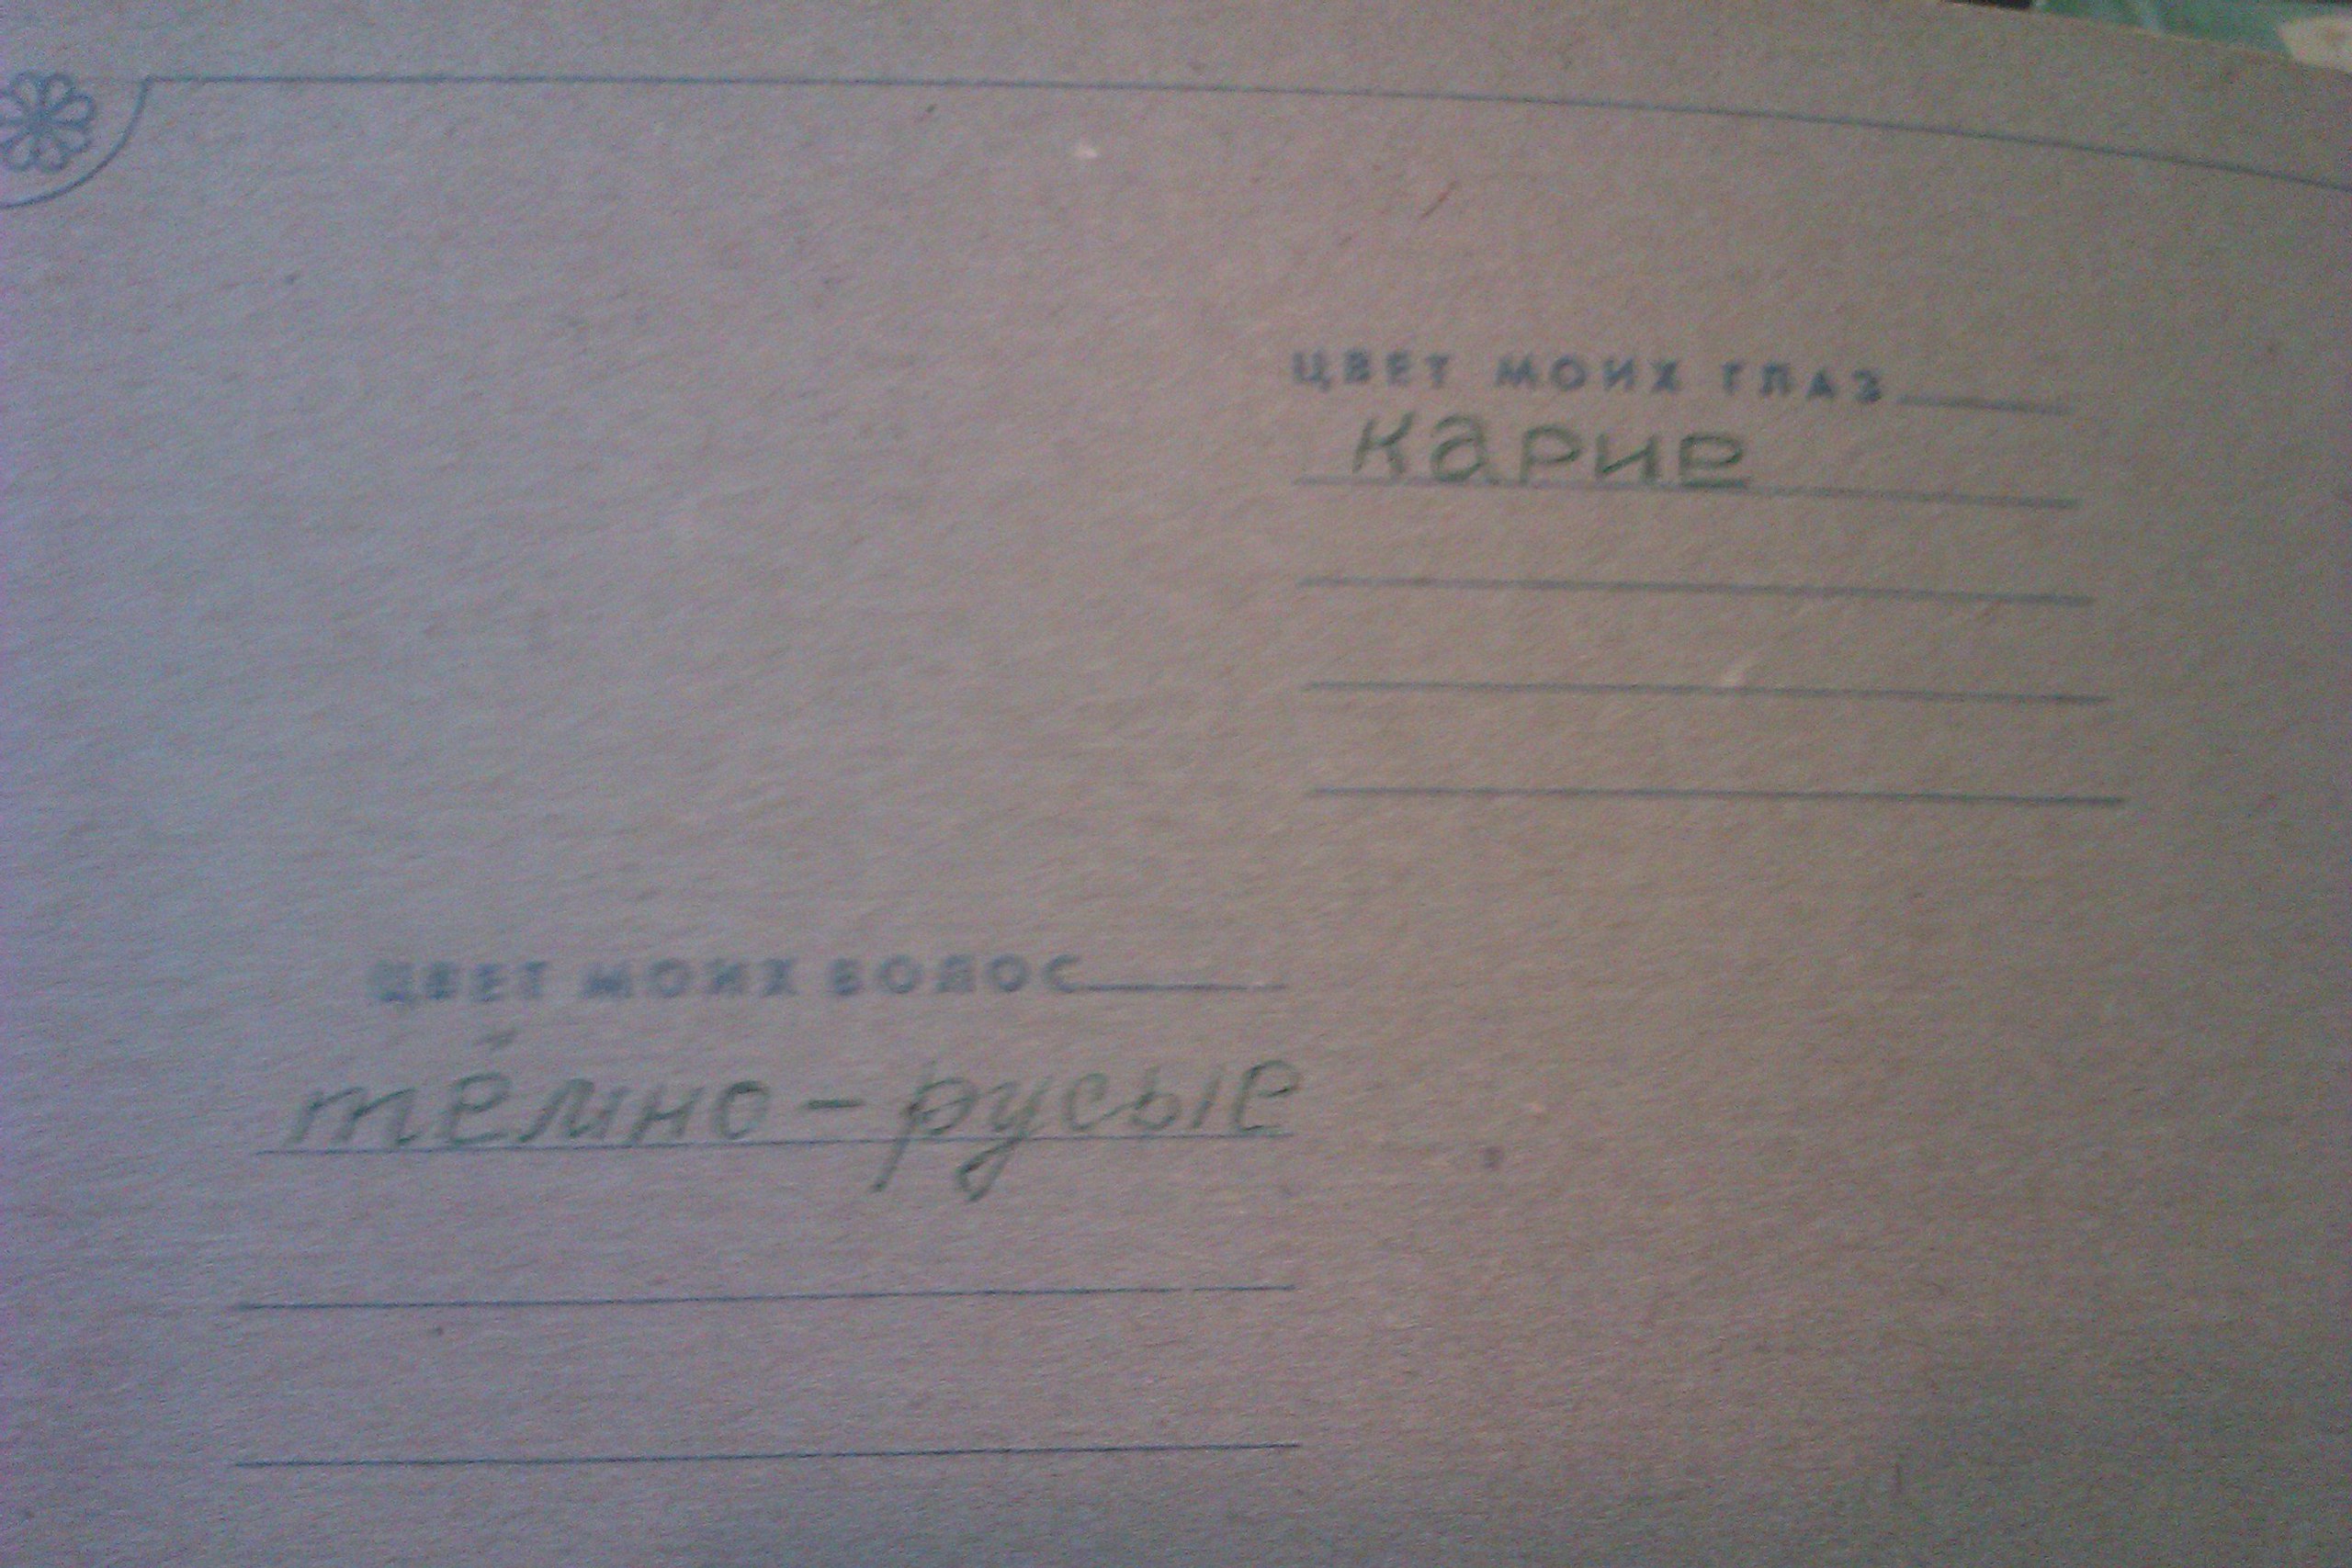 ЦВЕТ МОИХ ГЛАЗ
карие
ЦВЕТ МОИХ ВОЛОС
тёмно - русые